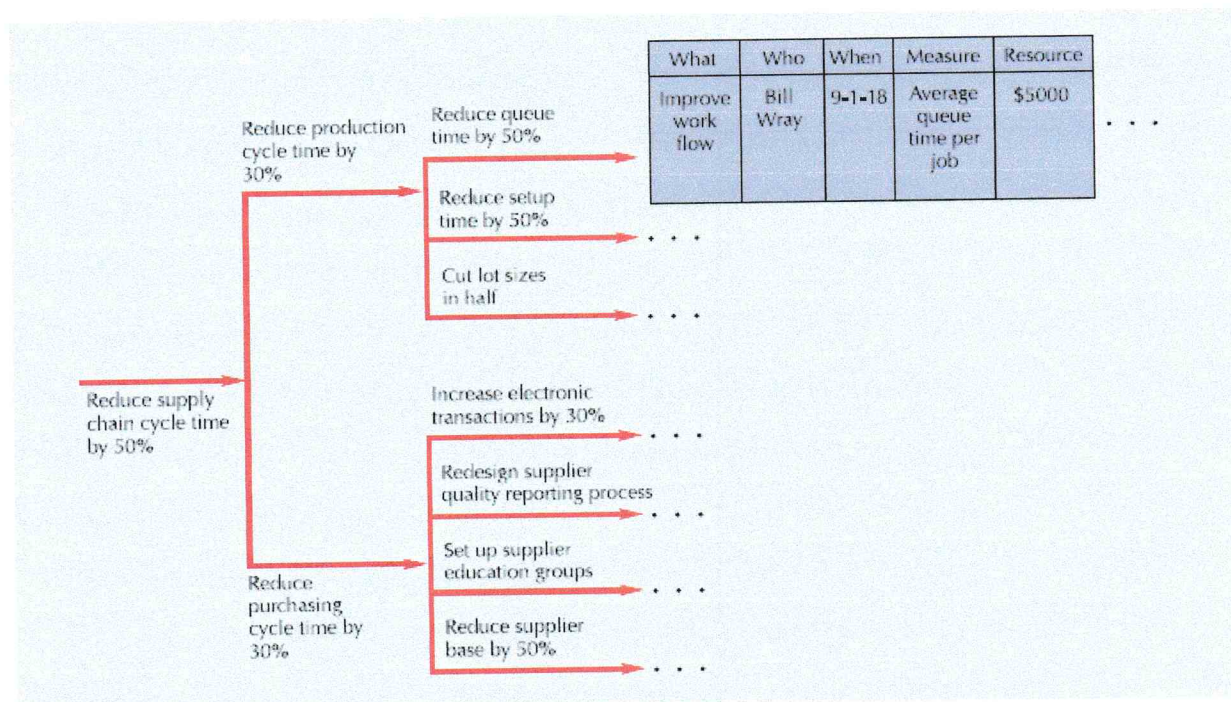 What Who When Measure Resource
Improve Bill 9-1-18 Average $5000
work Wray queue
flow time per
job
. . .
Reduce production
cycle time by
30%
Reduce queue
time by 50%
Reduce setup
time by 50%
. . .
Cut lot sizes
in half
. . .
Reduce supply
chain cycle time
by 50%
Increase electronic
transactions by 30%
. . .
Redesign supplier
quality reporting process
. . .
Set up supplier
education groups
. . .
Reduce
purchasing
cycle time by
30%
Reduce supplier
base by 50%
. . .